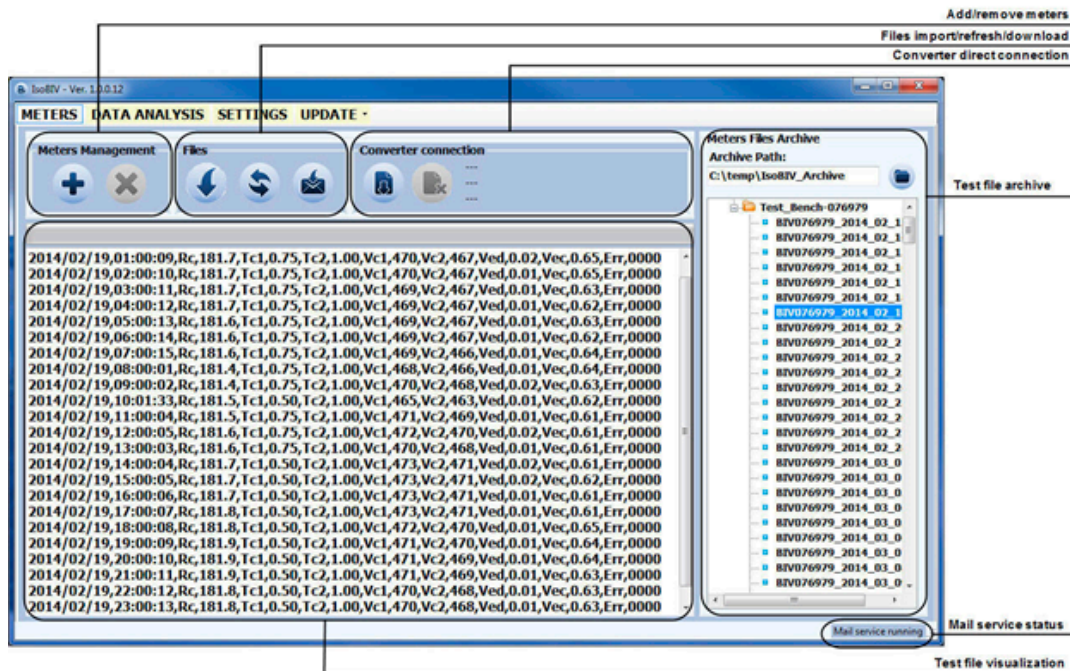 Add/remove meters
Files import/refresh/download
Converter direct connection
IsoBIV - Ver. 1.0.0.12
METERS DATA ANALYSIS SETTINGS UPDATE
Meters Management
Files
Converter connection
---
---
---
Meters Files Archive
Archive Path:
C:\temp\IsoBIV_Archive
Test file archive
Test_Bench-076979
BIV076979_2014_02_1
BIV076979_2014_02_1
BIV076979_2014_02_1
BIV076979_2014_02_1
BIV076979_2014_02_1
BIV076979_2014_02_1
BIV076979_2014_02_1
BIV076979_2014_02_2
BIV076979_2014_02_2
BIV076979_2014_02_2
BIV076979_2014_02_2
BIV076979_2014_02_2
BIV076979_2014_02_2
BIV076979_2014_02_2
BIV076979_2014_02_2
BIV076979_2014_02_2
BIV076979_2014_03_0
BIV076979_2014_03_0
BIV076979_2014_03_0
BIV076979_2014_03_0
BIV076979_2014_03_0
BIV076979_2014_03_0
BIV076979_2014_03_0
BIV076979_2014_03_0
BIV076979_2014_03_0
2014/02/19,01:00:09,Rc,181.7,Tc1,0.75,Tc2,1.00,Vc1,470,Vc2,467,Ved,0.02,Vec,0.65,Err,0000
2014/02/19,02:00:10,Rc,181.7,Tc1,0.75,Tc2,1.00,Vc1,470,Vc2,467,Ved,0.01,Vec,0.65,Err,0000
2014/02/19,03:00:11,Rc,181.7,Tc1,0.75,Tc2,1.00,Vc1,469,Vc2,467,Ved,0.01,Vec,0.63,Err,0000
2014/02/19,04:00:12,Rc,181.7,Tc1,0.75,Tc2,1.00,Vc1,469,Vc2,467,Ved,0.01,Vec,0.62,Err,0000
2014/02/19,05:00:13,Rc,181.6,Tc1,0.75,Tc2,1.00,Vc1,469,Vc2,467,Ved,0.01,Vec,0.63,Err,0000
2014/02/19,06:00:14,Rc,181.6,Tc1,0.75,Tc2,1.00,Vc1,469,Vc2,467,Ved,0.01,Vec,0.62,Err,0000
2014/02/19,07:00:15,Rc,181.6,Tc1,0.75,Tc2,1.00,Vc1,469,Vc2,466,Ved,0.01,Vec,0.64,Err,0000
2014/02/19,08:00:01,Rc,181.4,Tc1,0.75,Tc2,1.00,Vc1,468,Vc2,466,Ved,0.01,Vec,0.64,Err,0000
2014/02/19,09:00:02,Rc,181.4,Tc1,0.75,Tc2,1.00,Vc1,470,Vc2,468,Ved,0.02,Vec,0.63,Err,0000
2014/02/19,10:01:33,Rc,181.5,Tc1,0.50,Tc2,1.00,Vc1,465,Vc2,463,Ved,0.01,Vec,0.62,Err,0000
2014/02/19,11:00:04,Rc,181.5,Tc1,0.75,Tc2,1.00,Vc1,471,Vc2,469,Ved,0.01,Vec,0.61,Err,0000
2014/02/19,12:00:05,Rc,181.6,Tc1,0.75,Tc2,1.00,Vc1,472,Vc2,470,Ved,0.02,Vec,0.61,Err,0000
2014/02/19,13:00:03,Rc,181.6,Tc1,0.75,Tc2,1.00,Vc1,470,Vc2,468,Ved,0.01,Vec,0.61,Err,0000
2014/02/19,14:00:04,Rc,181.7,Tc1,0.50,Tc2,1.00,Vc1,473,Vc2,471,Ved,0.02,Vec,0.61,Err,0000
2014/02/19,15:00:05,Rc,181.7,Tc1,0.50,Tc2,1.00,Vc1,473,Vc2,471,Ved,0.02,Vec,0.62,Err,0000
2014/02/19,16:00:06,Rc,181.7,Tc1,0.50,Tc2,1.00,Vc1,473,Vc2,471,Ved,0.01,Vec,0.61,Err,0000
2014/02/19,17:00:07,Rc,181.8,Tc1,0.50,Tc2,1.00,Vc1,473,Vc2,471,Ved,0.01,Vec,0.62,Err,0000
2014/02/19,18:00:08,Rc,181.8,Tc1,0.50,Tc2,1.00,Vc1,472,Vc2,470,Ved,0.01,Vec,0.65,Err,0000
2014/02/19,19:00:09,Rc,181.9,Tc1,0.50,Tc2,1.00,Vc1,471,Vc2,470,Ved,0.01,Vec,0.64,Err,0000
2014/02/19,20:00:10,Rc,181.9,Tc1,0.50,Tc2,1.00,Vc1,471,Vc2,469,Ved,0.01,Vec,0.64,Err,0000
2014/02/19,21:00:11,Rc,181.9,Tc1,0.50,Tc2,1.00,Vc1,471,Vc2,469,Ved,0.01,Vec,0.63,Err,0000
2014/02/19,22:00:12,Rc,181.8,Tc1,0.50,Tc2,1.00,Vc1,470,Vc2,468,Ved,0.02,Vec,0.63,Err,0000
2014/02/19,23:00:13,Rc,181.8,Tc1,0.50,Tc2,1.00,Vc1,470,Vc2,468,Ved,0.01,Vec,0.63,Err,0000
Mail service status
Mail service running
Test file visualization